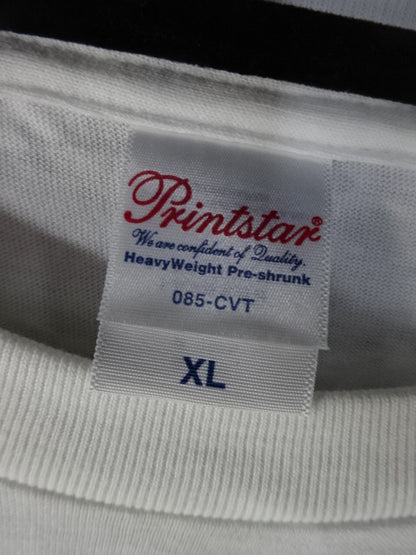 Printstar®
We are confident of Quality.
HeavyWeight Pre-shrunk
085-CVT
XL